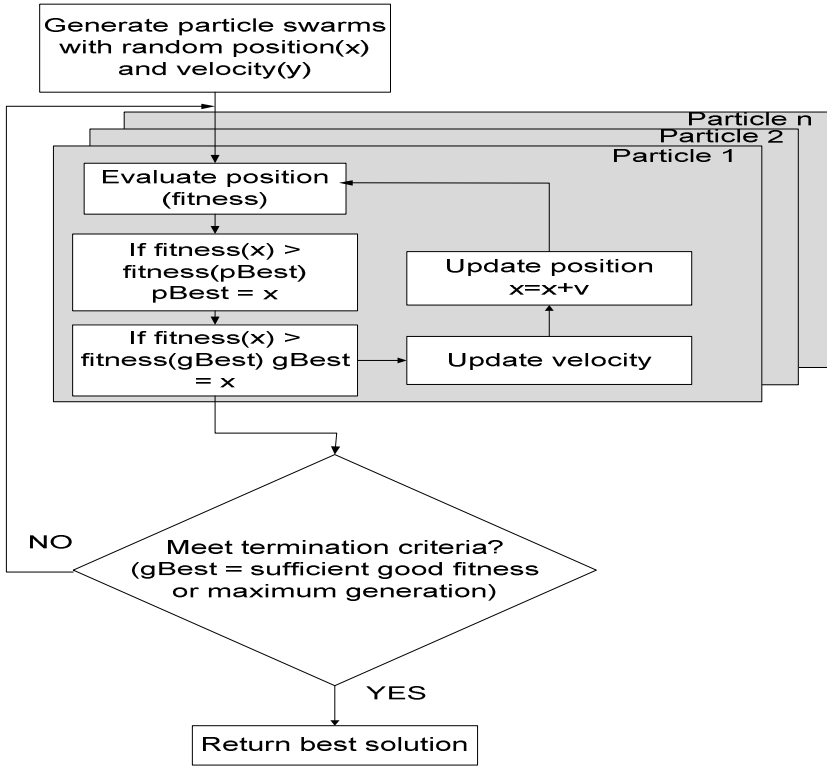 Generate particle swarms
with random position(x)
and velocity(y)
Particle n
Particle 2
Particle 1
Evaluate position
(fitness)
If fitness(x) >
fitness(pBest)
pBest = x
If fitness(x) >
fitness(gBest) gBest
= x
Update position
x=x+v
Update velocity
NO
Meet termination criteria?
(gBest = sufficient good fitness
or maximum generation)
YES
Return best solution